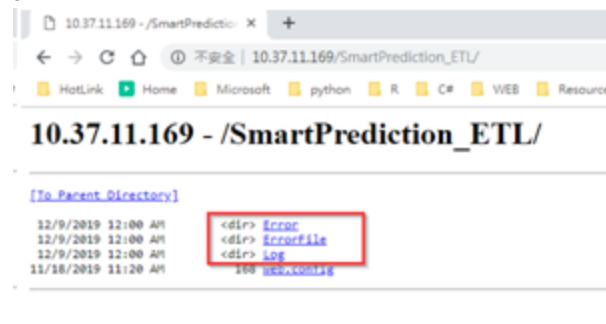 10.37.11.169 - /SmartPrediction
不安全 | 10.37.11.169/SmartPrediction_ETL/
HotLink Home Microsoft python R C# WEB Resource
10.37.11.169 - /SmartPrediction_ETL/
[To Parent Directory]
12/9/2019 12:00 AM <dir> Error
12/9/2019 12:00 AM <dir> ErrorFile
12/9/2019 12:00 AM <dir> Log
11/18/2019 11:20 AM 168 web.config